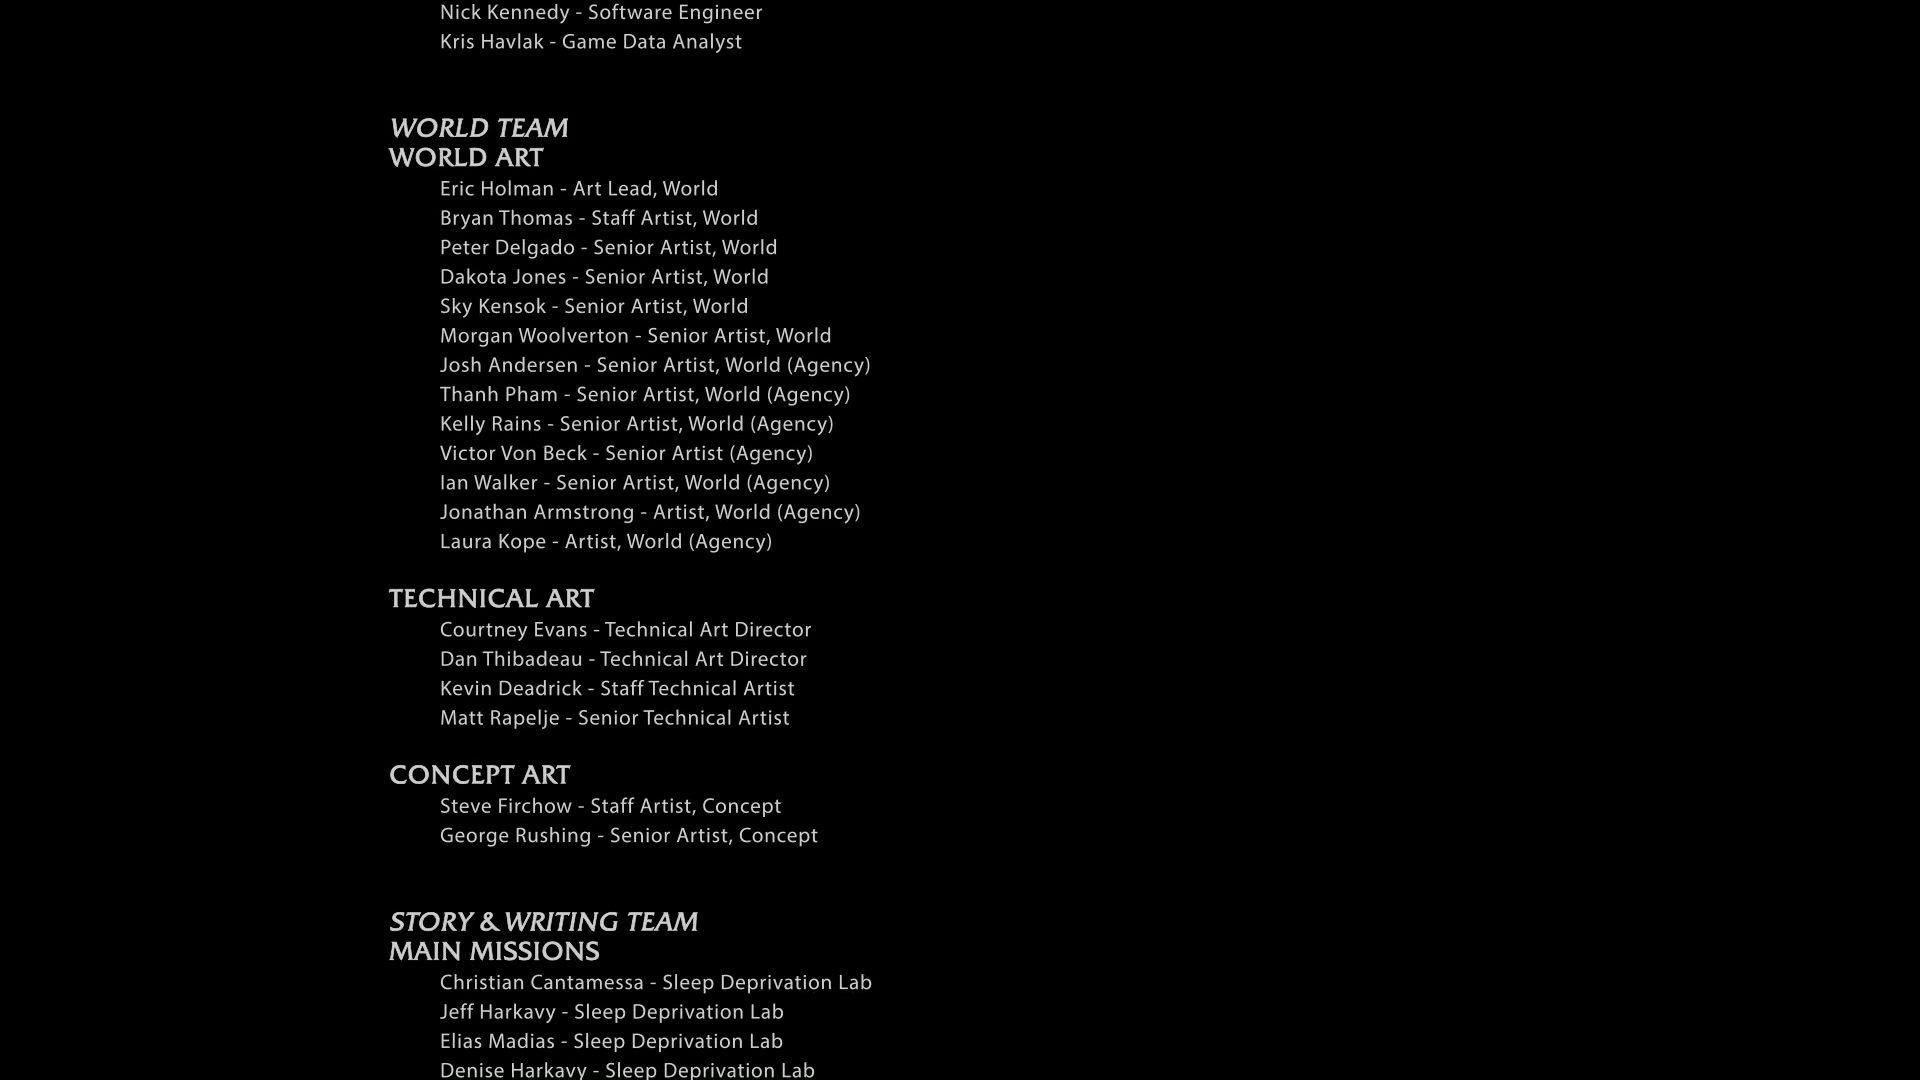 Nick Kennedy - Software Engineer
Kris Havlak - Game Data Analyst
WORLD TEAM
WORLD ART
Eric Holman - Art Lead, World
Bryan Thomas - Staff Artist, World
Peter Delgado - Senior Artist, World
Dakota Jones - Senior Artist, World
Sky Kensok - Senior Artist, World
Morgan Woolverton - Senior Artist, World
Josh Andersen - Senior Artist, World (Agency)
Thanh Pham - Senior Artist, World (Agency)
Kelly Rains - Senior Artist, World (Agency)
Victor Von Beck - Senior Artist (Agency)
Ian Walker - Senior Artist, World (Agency)
Jonathan Armstrong - Artist, World (Agency)
Laura Kope - Artist, World (Agency)
TECHNICAL ART
Courtney Evans - Technical Art Director
Dan Thibadeau - Technical Art Director
Kevin Deadrick - Staff Technical Artist
Matt Rapelje - Senior Technical Artist
CONCEPT ART
Steve Firchow - Staff Artist, Concept
George Rushing - Senior Artist, Concept
STORY & WRITING TEAM
MAIN MISSIONS
Christian Cantamessa - Sleep Deprivation Lab
Jeff Harkavy - Sleep Deprivation Lab
Elias Madias - Sleep Deprivation Lab
Denise Harkavy - Sleep Deprivation Lab